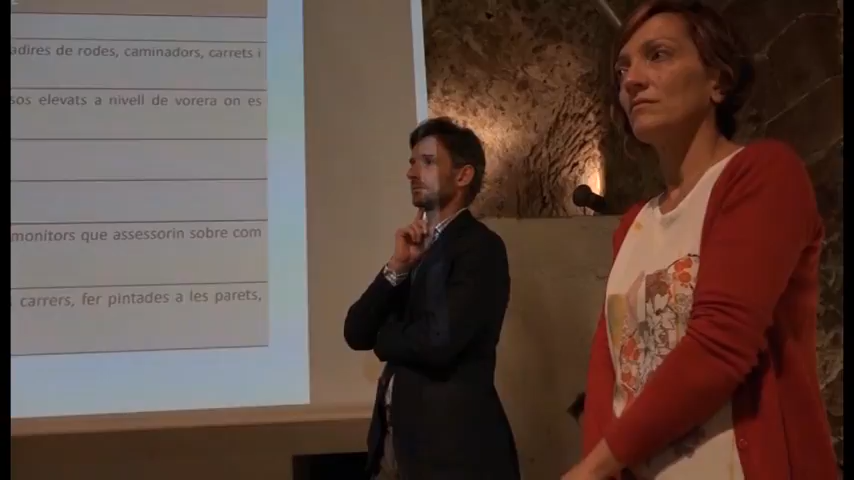 adires de rodes, caminadors, carrets i
sos elevats a nivell de vorera on es
monitors que assessorin sobre com
carrers, fer pintades a les parets,